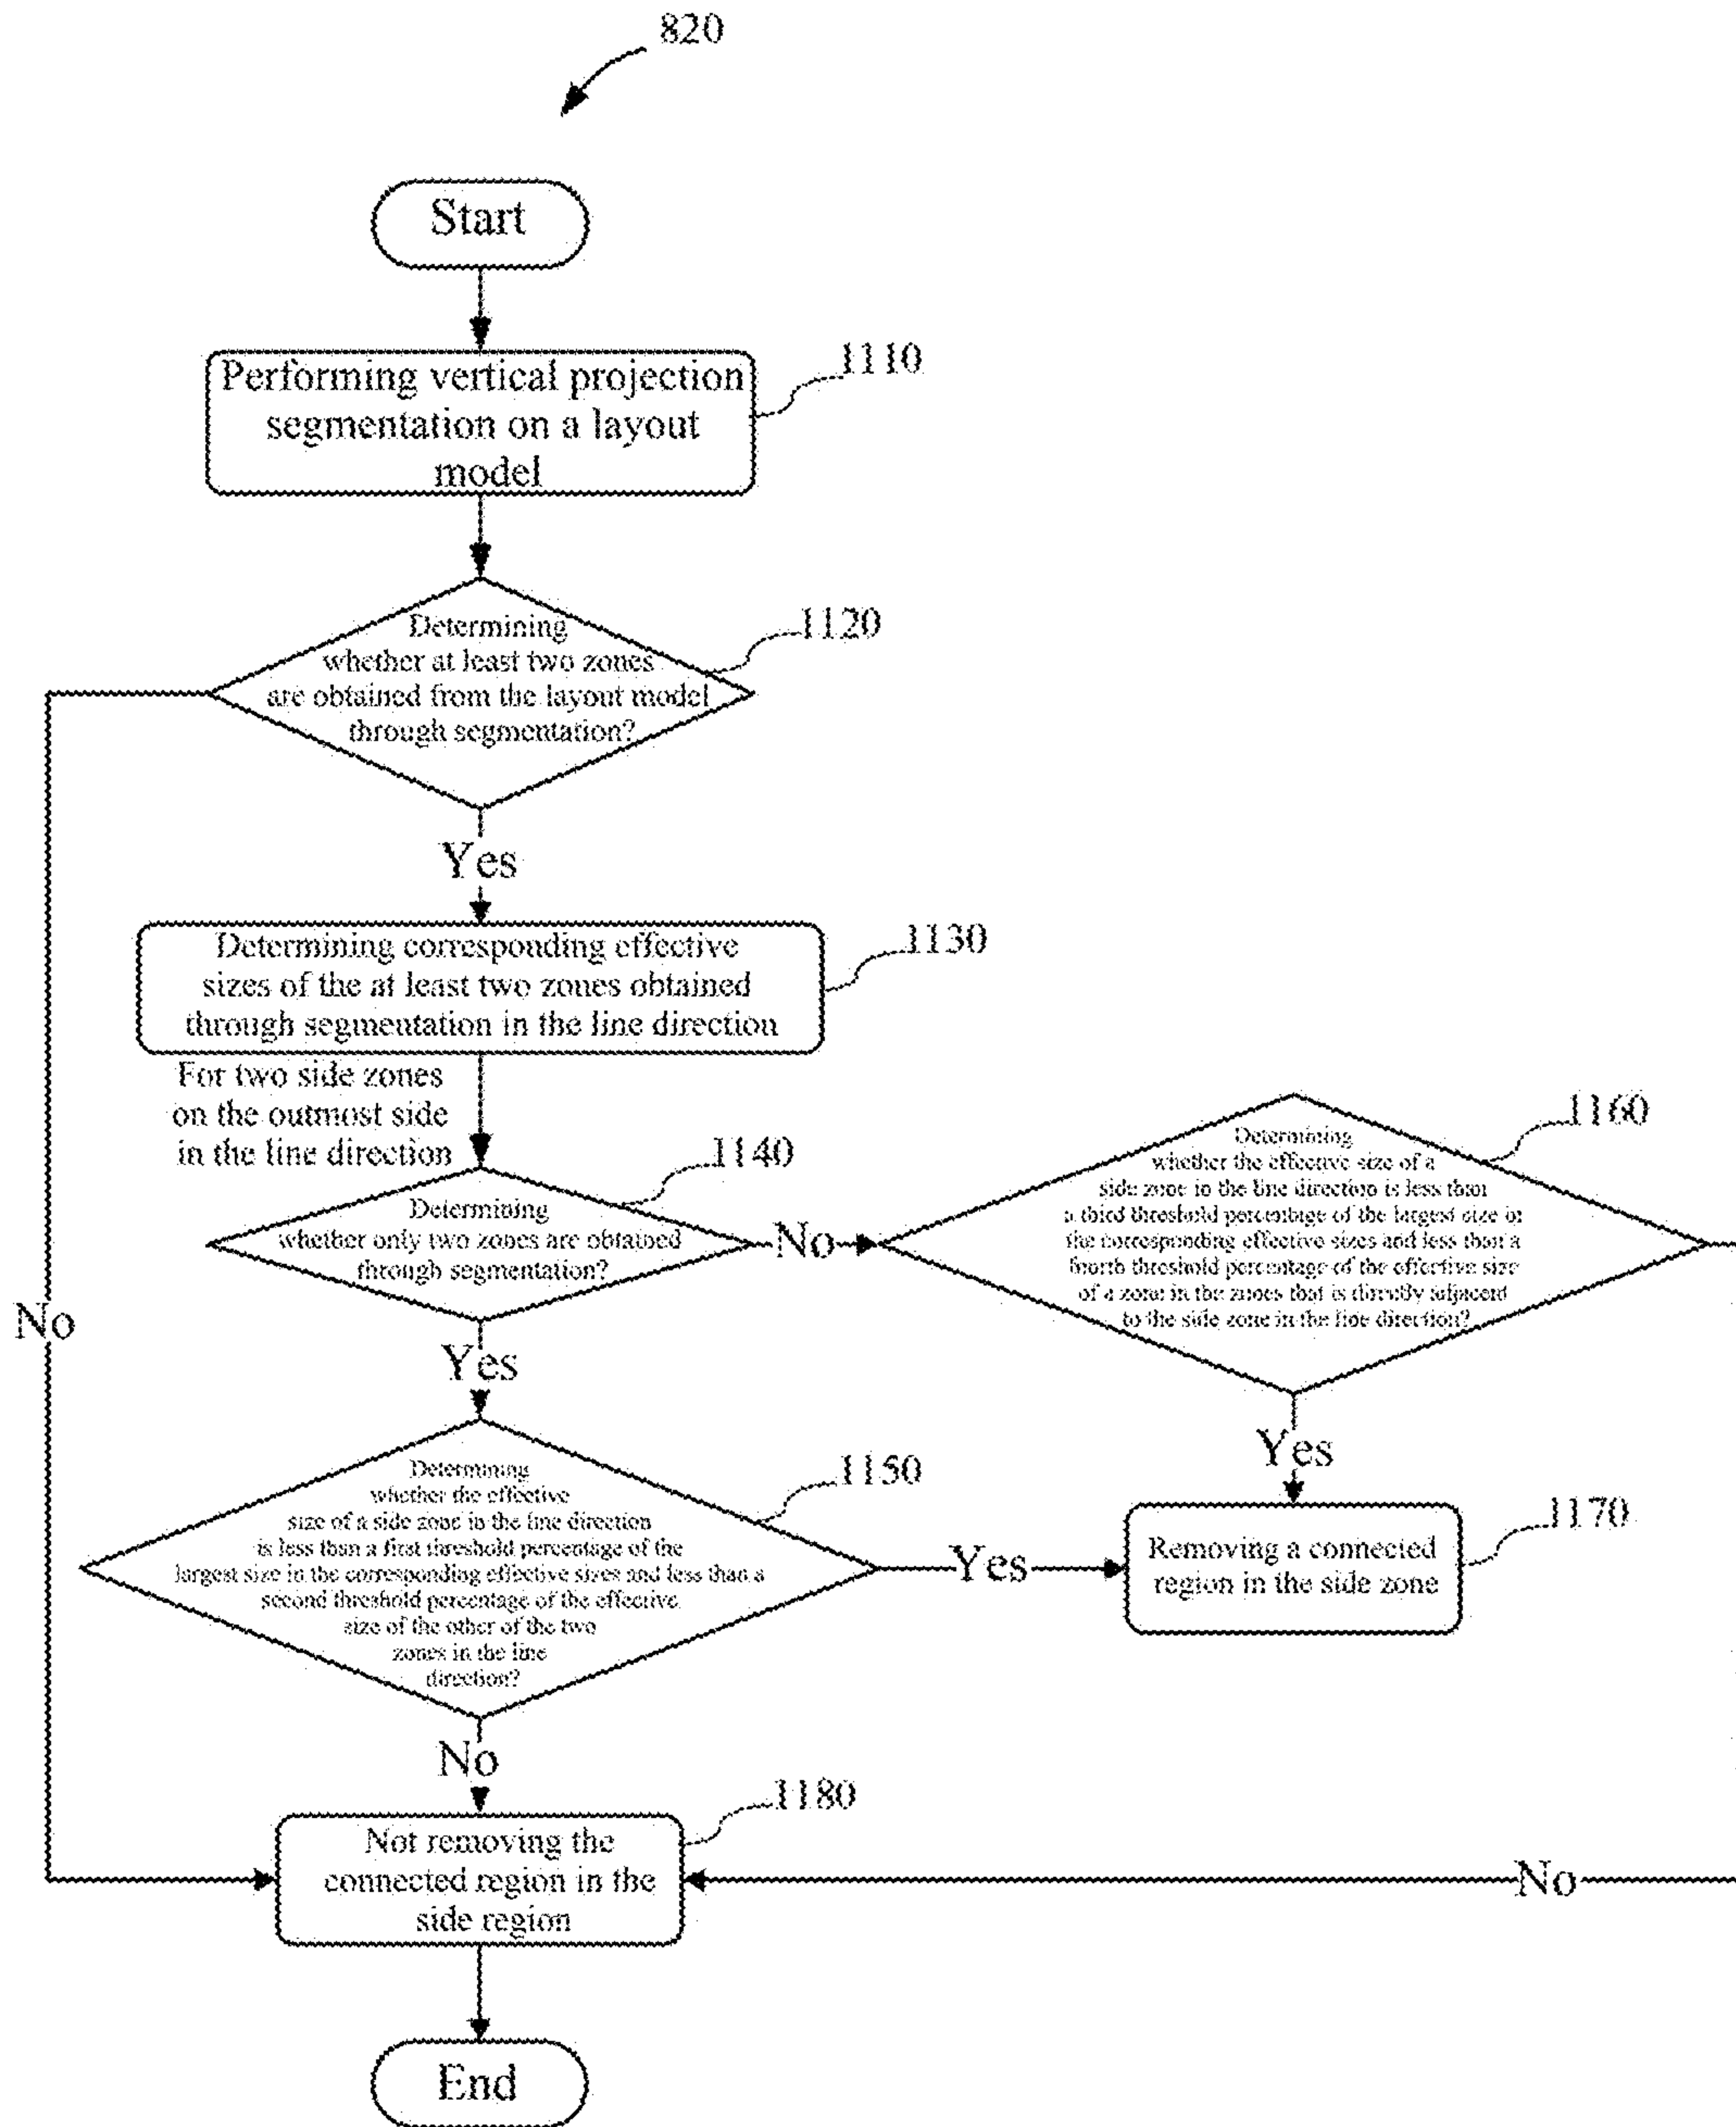 820
Start
1110
Performing vertical projection
segmentation on a layout
model
1120
Determining
whether at least two zones
are obtained from the layout model
through segmentation?
Yes
1130
Determining corresponding effective
sizes of the at least two zones obtained
through segmentation in the line direction
For two side zones
on the outmost side
in the line direction
1140
Determining
whether only two zones are obtained
through segmentation?
No
1160
Determining
whether the effective size of a
side zone in the line direction is less than
a third threshold percentage of the largest size in
the corresponding effective sizes and less than a
fourth threshold percentage of the effective size
of a zone in the zones that is directly adjacent
to the side zone in the line direction?
No
Yes
Yes
1150
Determining
whether the effective
size of a side zone in the line direction
is less than a first threshold percentage of the
largest size in the corresponding effective sizes and less than a
second threshold percentage of the effective
size of the other of the two
zones in the line
direction?
Yes
1170
Removing a connected
region in the side zone
No
1180
Not removing the
connected region in the
side region
No
End